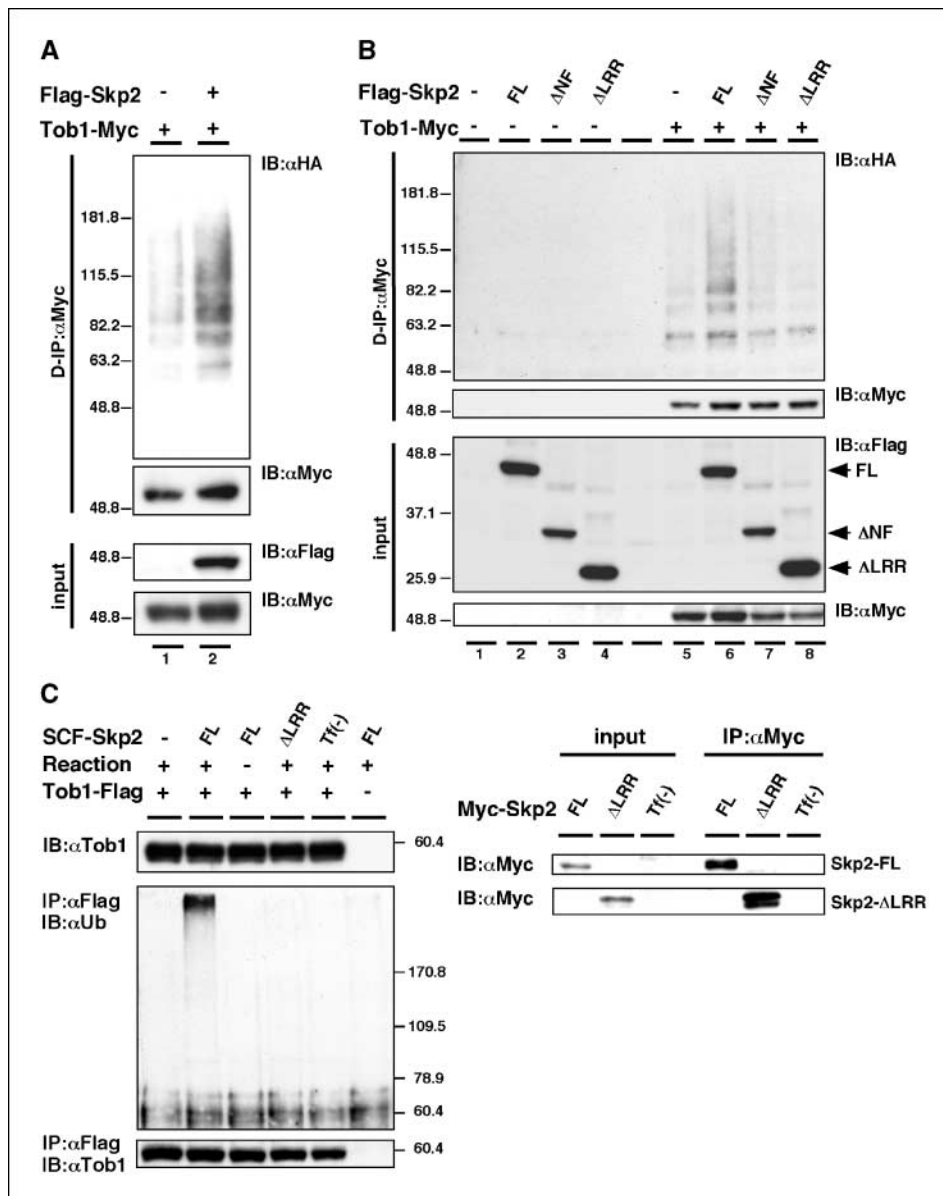 A
Flag-Skp2 - +
Tob1-Myc + +
IB:αHA
D-IP:αMyc
181.8
115.5
82.2
63.2
48.8
IB:αMyc
48.8
input
IB:αFlag
48.8
IB:αMyc
48.8
1 2
B
Flag-Skp2 - FL ΔNF ΔLRR - FL ΔNF ΔLRR
Tob1-Myc - - - - + + + +
IB:αHA
D-IP:αMyc
181.8
115.5
82.2
63.2
48.8
IB:αMyc
48.8
input
IB:αFlag
48.8
FL
37.1
ΔNF
ΔLRR
25.9
IB:αMyc
48.8
1 2 3 4 5 6 7 8
C
SCF-Skp2 - FL FL ΔLRR Tf(-) FL
Reaction + + - + + +
Tob1-Flag + + + + + -
IB:αTob1
60.4
IP:αFlag
IB:αUb
170.8
109.5
78.9
60.4
IP:αFlag
IB:αTob1
60.4
input IP:αMyc
Myc-Skp2 FL ΔLRR Tf(-) FL ΔLRR Tf(-)
IB:αMyc Skp2-FL
IB:αMyc Skp2-ΔLRR